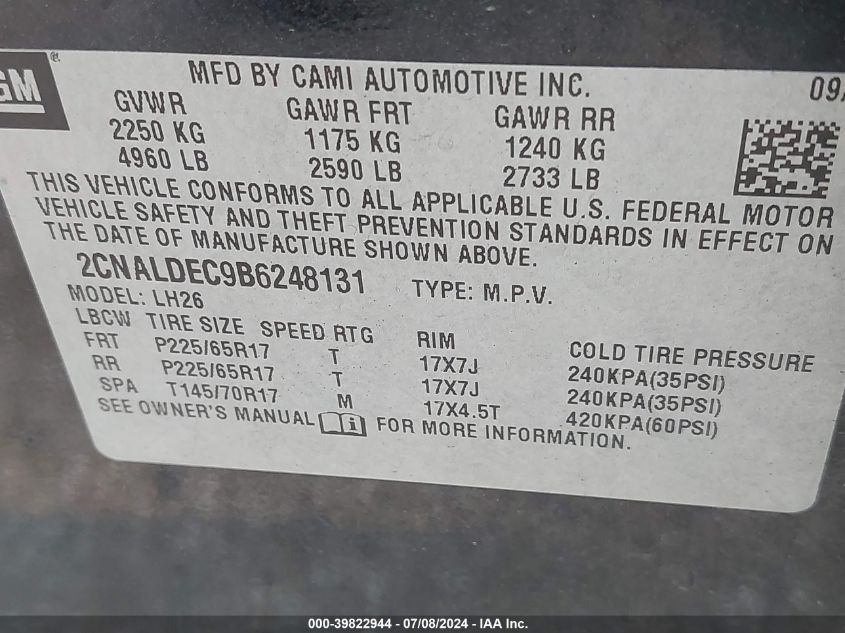 GM
MFD BY CAMI AUTOMOTIVE INC. 09/
GVWR GAWR FRT GAWR RR
2250 KG 1175 KG 1240 KG
4960 LB 2590 LB 2733 LB
THIS VEHICLE CONFORMS TO ALL APPLICABLE U.S. FEDERAL MOTOR
VEHICLE SAFETY AND THEFT PREVENTION STANDARDS IN EFFECT ON
THE DATE OF MANUFACTURE SHOWN ABOVE.
2CNALDEC9B6248131 TYPE: M.P.V.
MODEL: LH26
LBCW TIRE SIZE SPEED RTG RIM COLD TIRE PRESSURE
FRT P225/65R17 T 17X7J 240KPA(35PSI)
RR P225/65R17 T 17X7J 240KPA(35PSI)
SPA T145/70R17 M 17X4.5T 420KPA(60PSI)
SEE OWNER'S MANUAL FOR MORE INFORMATION.
000-39822944 - 07/08/2024 - IAA Inc.